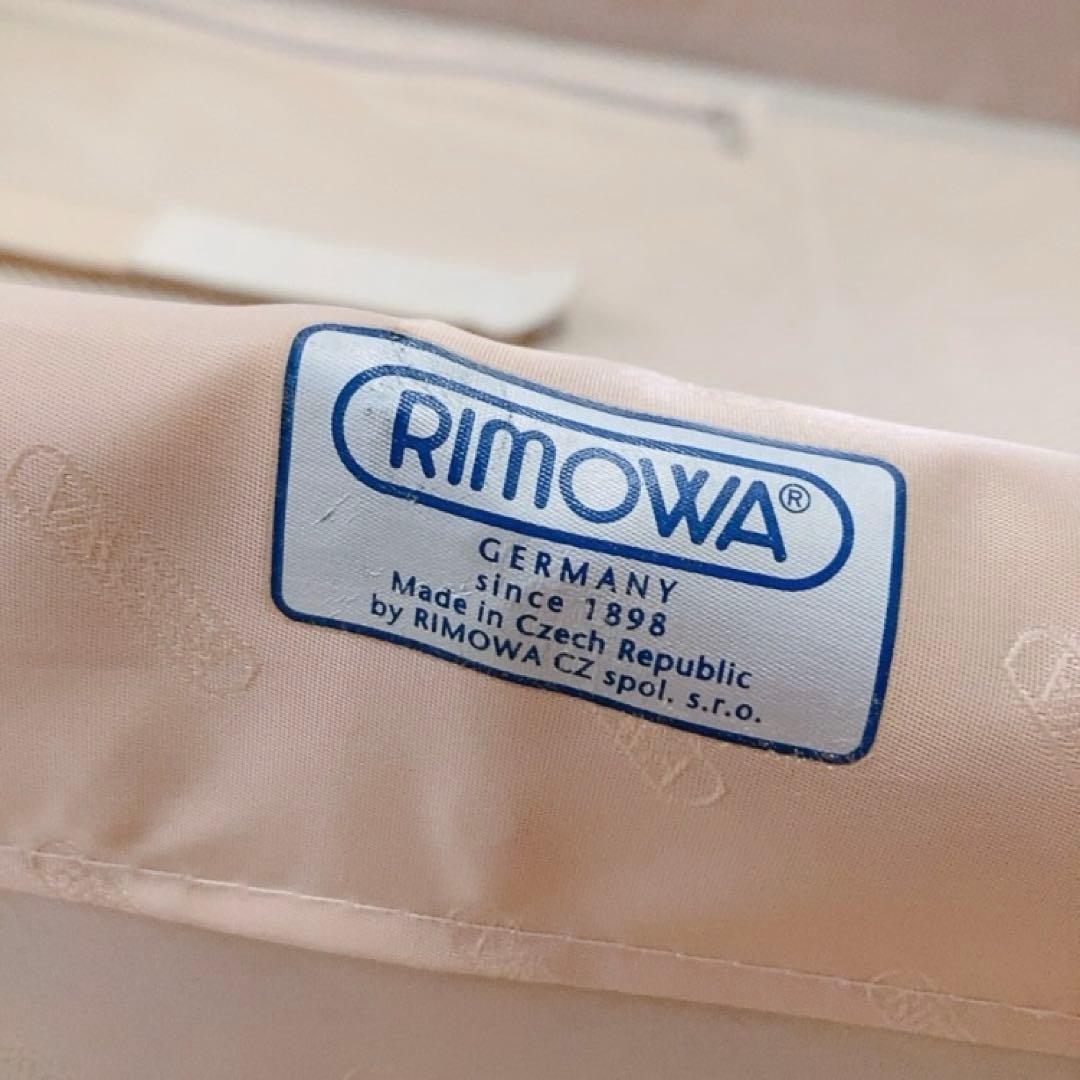 RIMOWA®
GERMANY
since 1898
Made in Czech Republic
by RIMOWA CZ spol. s.r.o.